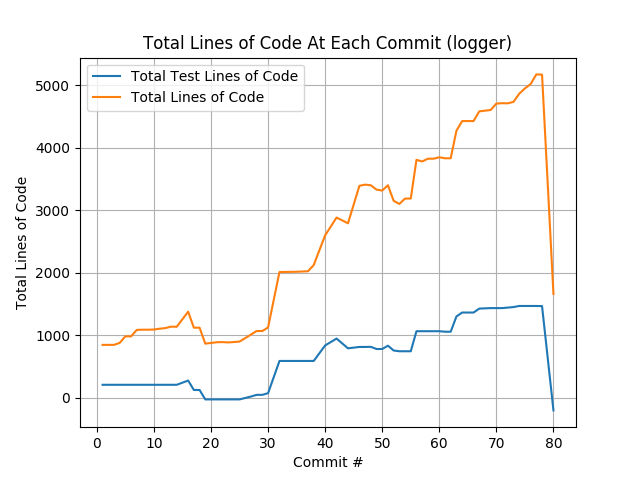 Total Lines of Code At Each Commit (logger)
Total Test Lines of Code
Total Lines of Code
Total Lines of Code
5000
4000
3000
2000
1000
0
0 10 20 30 40 50 60 70 80
Commit #